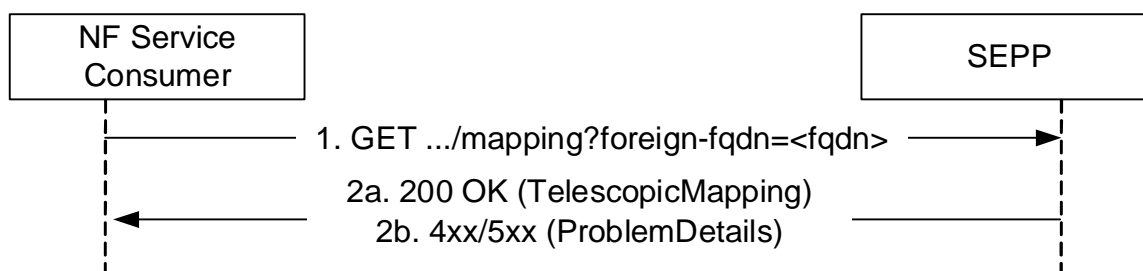 NF Service
Consumer
SEPP
1. GET .../mapping?foreign-fqdn=<fqdn>
2a. 200 OK (TelescopicMapping)
2b. 4xx/5xx (ProblemDetails)